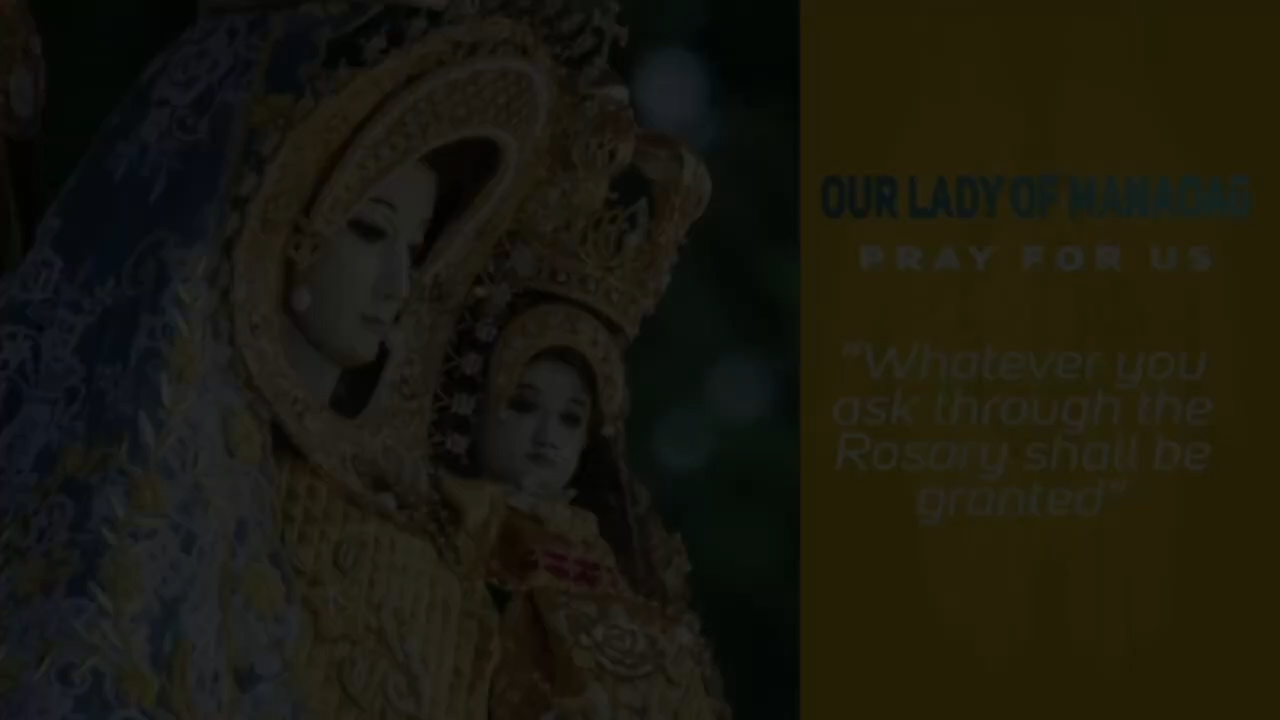 OUR LADY OF MANAOAG
PRAY FOR US
“Whatever you
ask through the
Rosary shall be
granted”